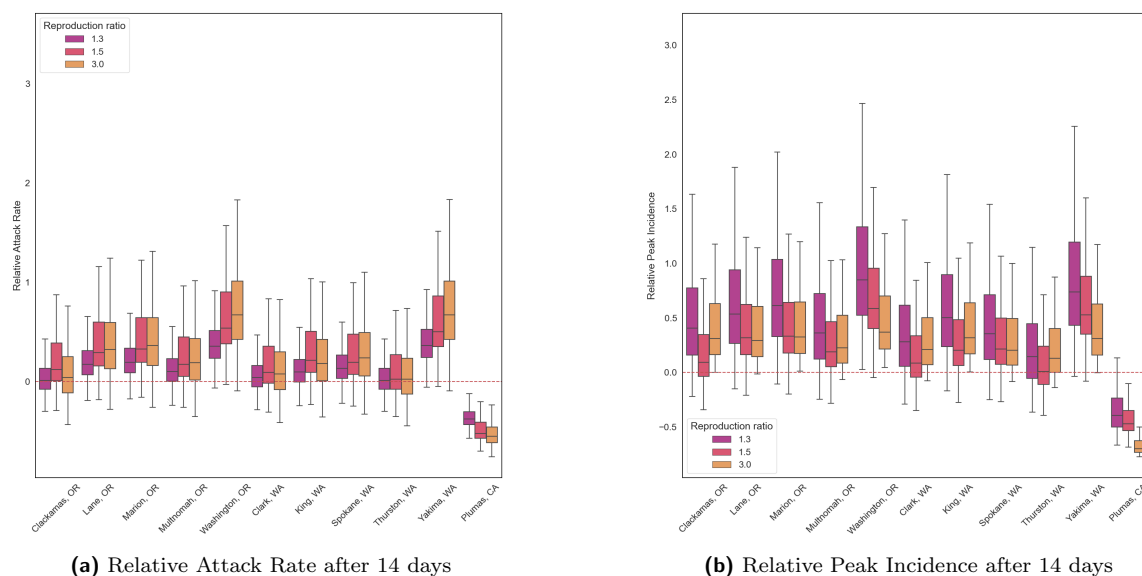 Reproduction ratio
1.3
1.5
3.0
3
2
1
0
Relative Attack Rate
Clackamas, OR
Lane, OR
Marion, OR
Multnomah, OR
Washington, OR
Clark, WA
King, WA
Spokane, WA
Thurston, WA
Yakima, WA
Plumas, CA
(a) Relative Attack Rate after 14 days
3.0
2.5
2.0
1.5
1.0
0.5
0.0
−0.5
Relative Peak Incidence
Reproduction ratio
1.3
1.5
3.0
Clackamas, OR
Lane, OR
Marion, OR
Multnomah, OR
Washington, OR
Clark, WA
King, WA
Spokane, WA
Thurston, WA
Yakima, WA
Plumas, CA
(b) Relative Peak Incidence after 14 days